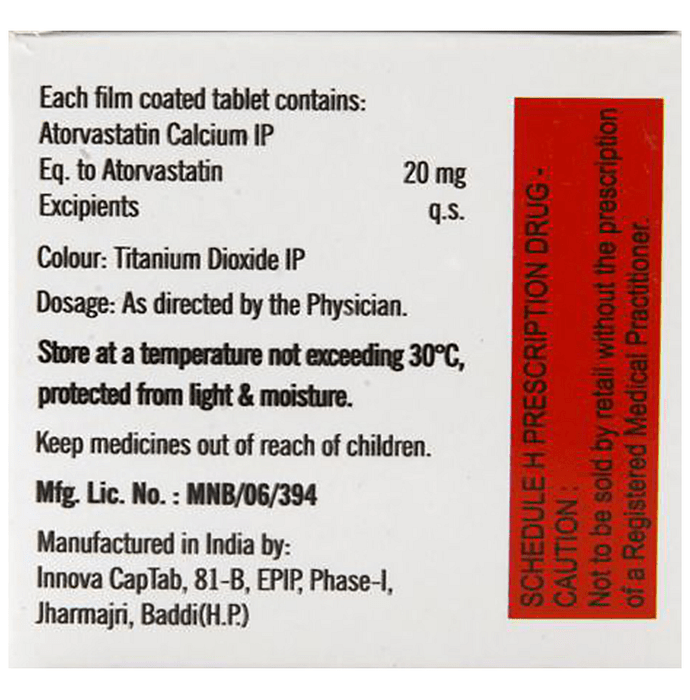 Each film coated tablet contains:
Atorvastatin Calcium IP
Eq. to Atorvastatin 20 mg
Excipients q.s.
Colour: Titanium Dioxide IP
Dosage: As directed by the Physician.
Store at a temperature not exceeding 30°C,
protected from light & moisture.
Keep medicines out of reach of children.
Mfg. Lic. No. : MNB/06/394
Manufactured in India by:
Innova CapTab, 81-B, EPIP, Phase-I,
Jharmajri, Baddi(H.P.)
SCHEDULE H PRESCRIPTION DRUG -
CAUTION :
Not to be sold by retail without the prescription
of a Registered Medical Practitioner.